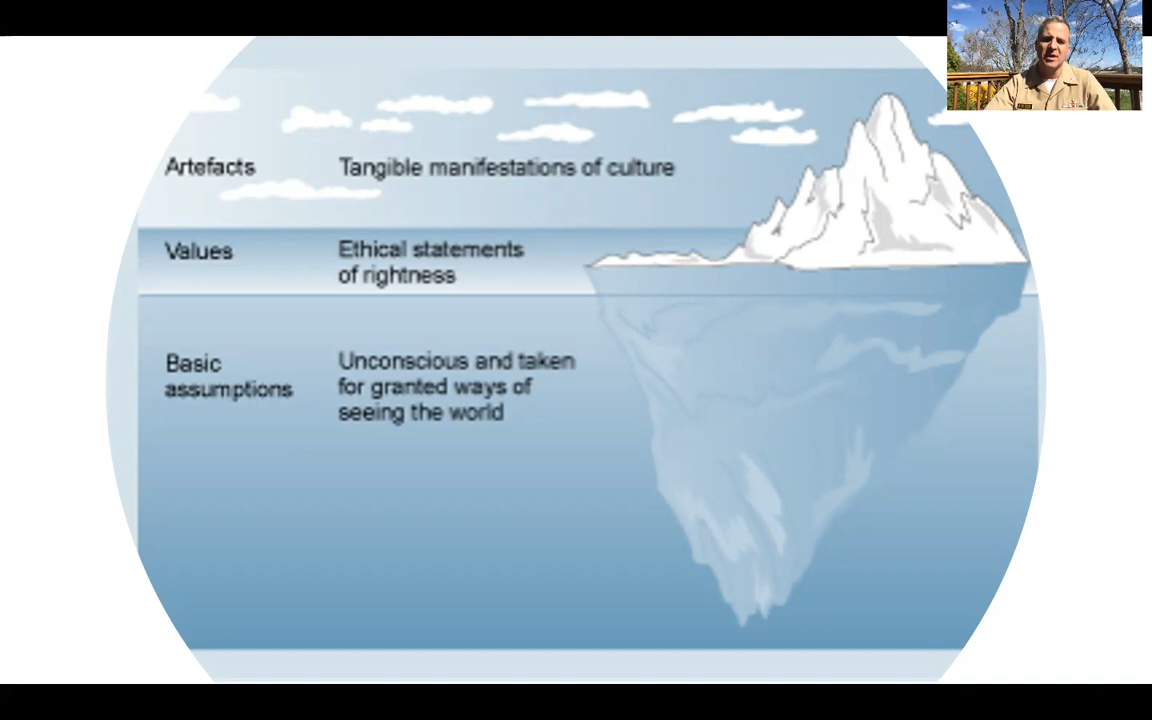 Artefacts
Tangible manifestations of culture
Values
Ethical statements
of rightness
Basic
assumptions
Unconscious and taken
for granted ways of
seeing the world